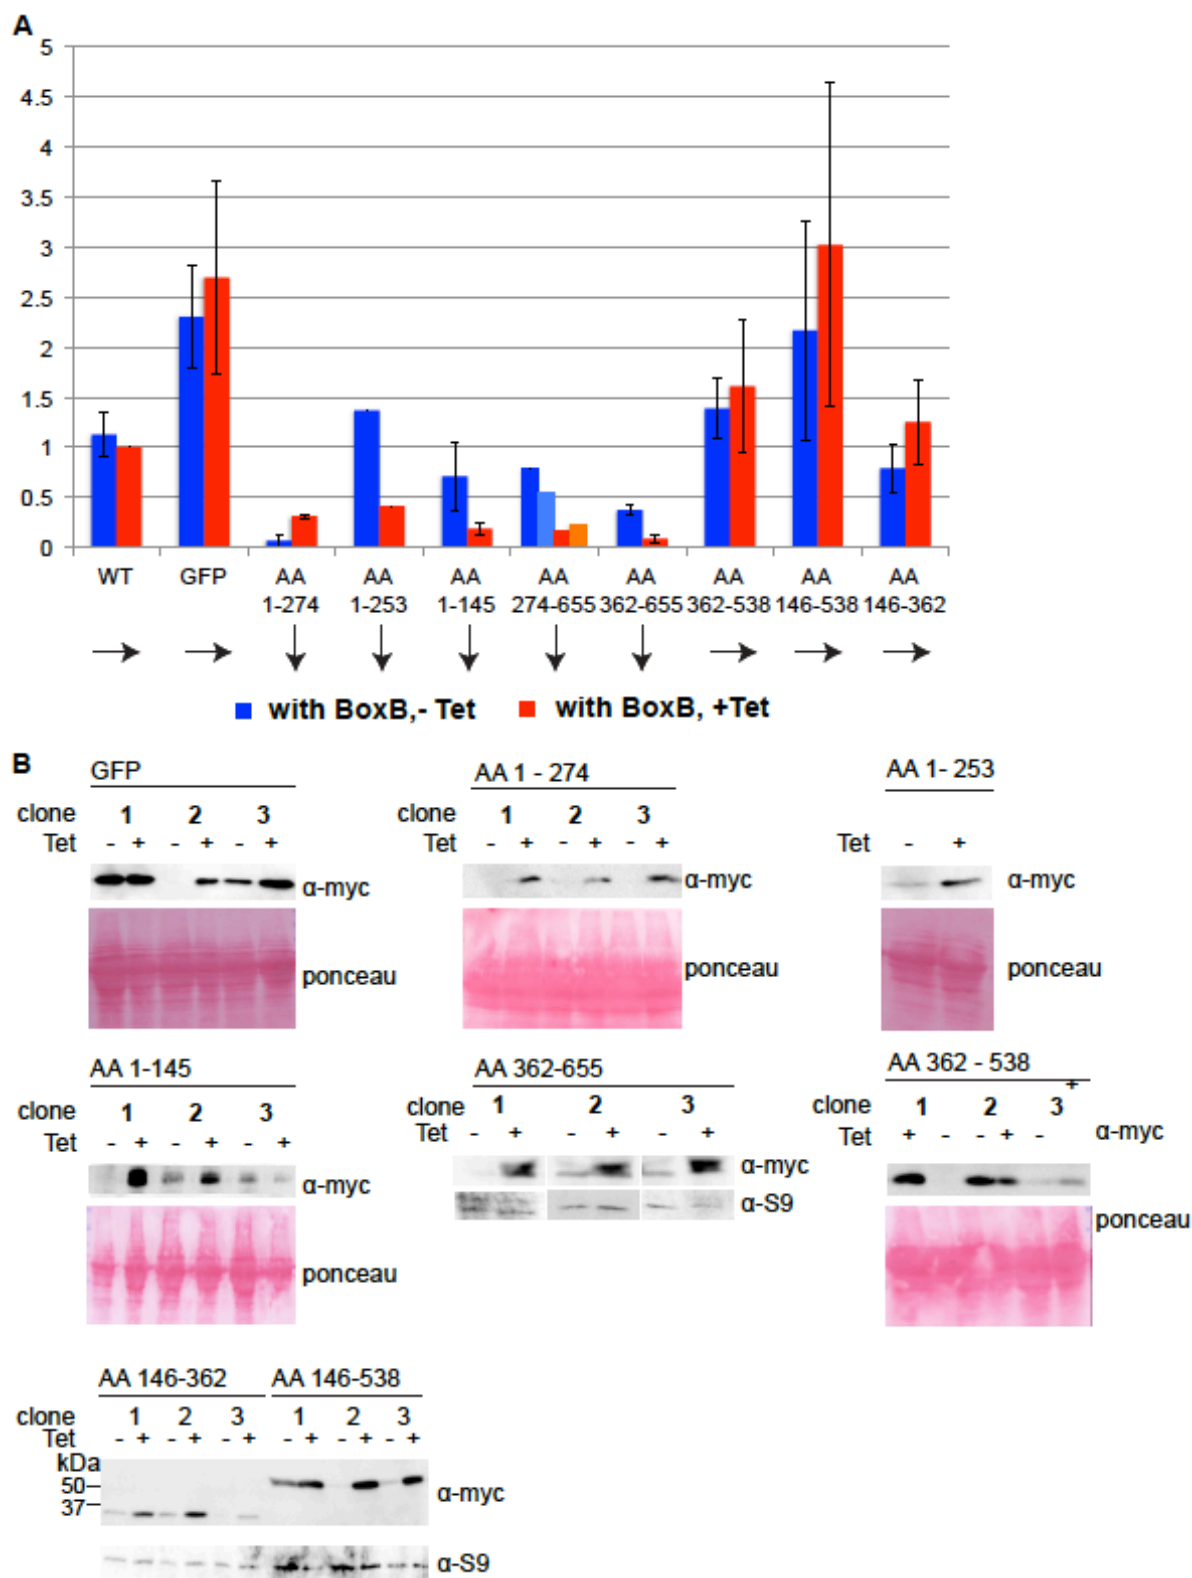 A
5
4.5
4
3.5
3
2.5
2
1.5
1
0.5
0
WT GFP AA AA AA AA AA AA AA AA
1-274 1-253 1-145 274-655 362-655 362-538 146-538 146-362
with BoxB,- Tet with BoxB, +Tet
B
GFP AA 1 - 274 AA 1- 253
clone 1 2 3 clone 1 2 3
Tet - + - + - + Tet - + - + - + Tet - +
α-myc α-myc α-myc
ponceau ponceau ponceau
AA 1-145 AA 362-655 AA 362 - 538
clone 1 2 3 clone 1 2 3 clone 1 2 3 +
Tet - + - + - + Tet - + - + - + Tet + - - + - α-myc
α-myc α-myc
α-S9 ponceau
ponceau
AA 146-362 AA 146-538
clone 1 2 3 1 2 3
Tet - + - + - + - + - + - +
kDa
50
37
α-myc
α-S9